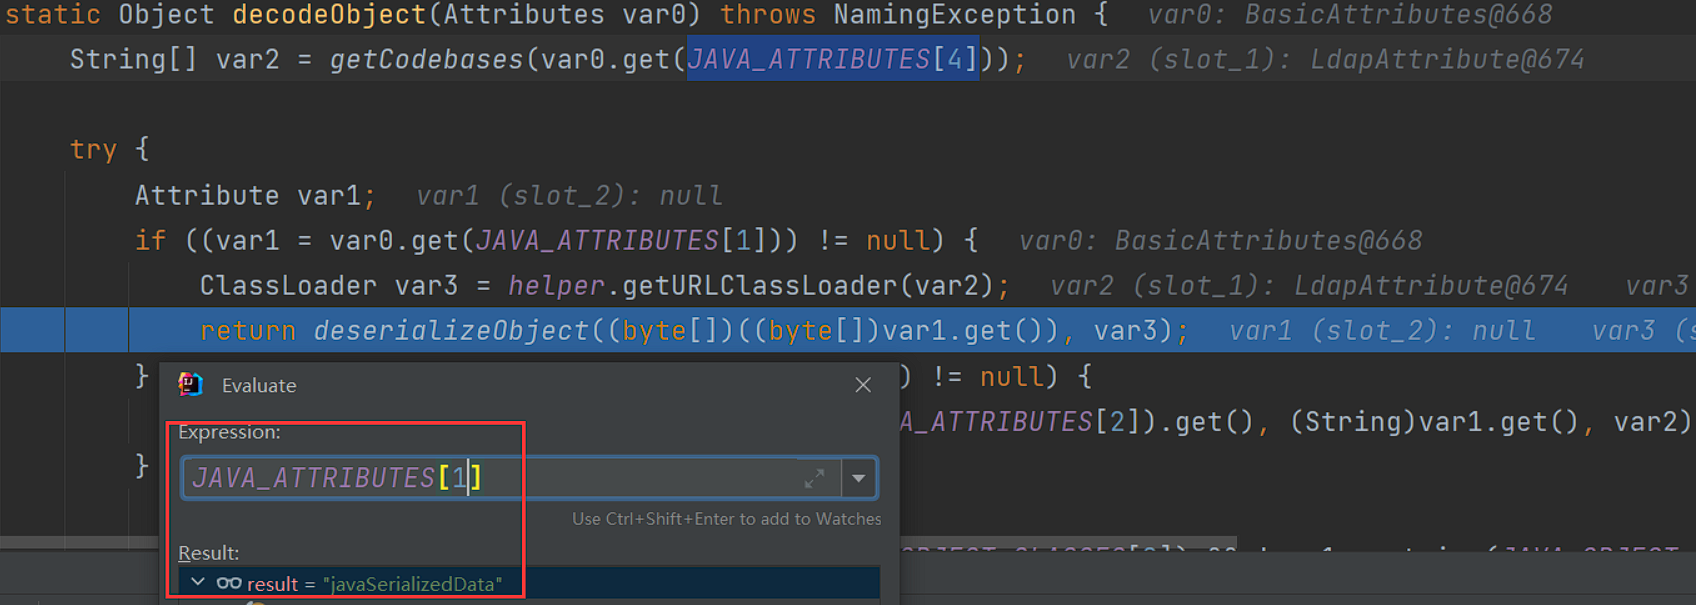 static Object decodeObject(Attributes var0) throws NamingException { var0: BasicAttributes@668
String[] var2 = getCodebases(var0.get(JAVA_ATTRIBUTES[4])); var2 (slot_1): LdapAttribute@674
try {
Attribute var1; var1 (slot_2): null
if ((var1 = var0.get(JAVA_ATTRIBUTES[1])) != null) { var0: BasicAttributes@668
ClassLoader var3 = helper.getURLClassLoader(var2); var2 (slot_1): LdapAttribute@674 var3
return deserializeObject((byte[])((byte[])var1.get()), var3); var1 (slot_2): null var3 (s
} ) != null) {
A_ATTRIBUTES[2]).get(), (String)var1.get(), var2)
}
Evaluate
Expression:
JAVA_ATTRIBUTES[1]
Use Ctrl+Shift+Enter to add to Watches
Result:
result = "javaSerializedData"